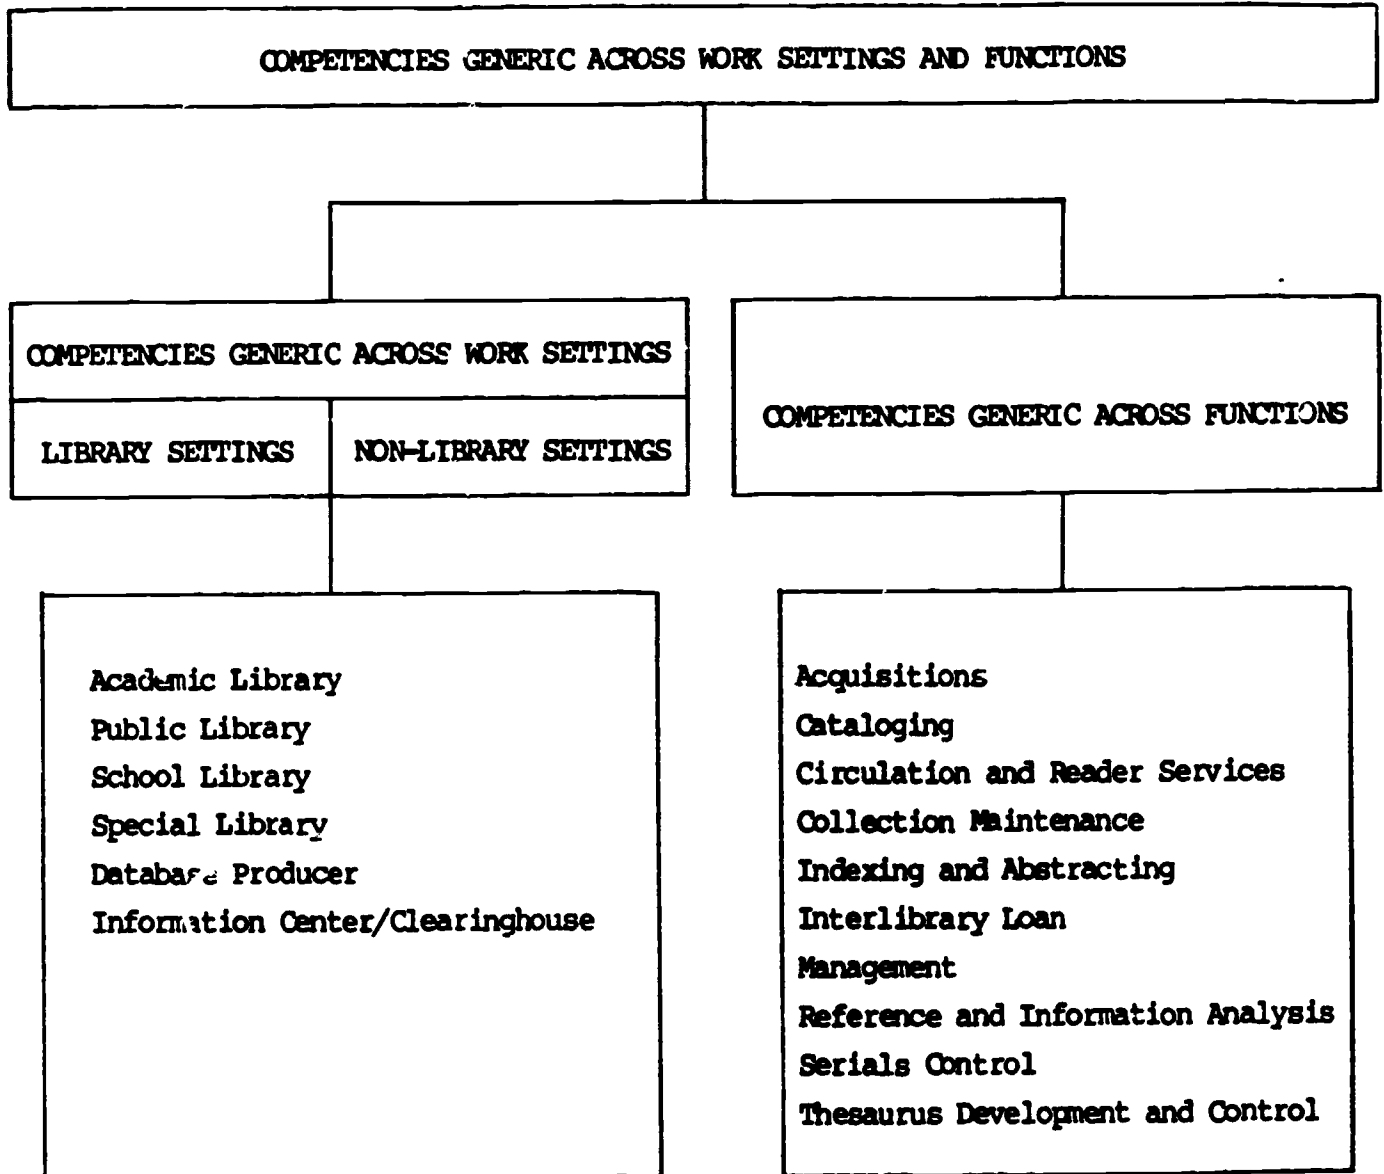 COMPETENCIES GENERIC ACROSS WORK SETTINGS AND FUNCTIONS
COMPETENCIES GENERIC ACROSS WORK SETTINGS
LIBRARY SETTINGS
NON-LIBRARY SETTINGS
COMPETENCIES GENERIC ACROSS FUNCTIONS
Academic Library
Public Library
School Library
Special Library
Database Producer
Information Center/Clearinghouse
Acquisitions
Cataloging
Circulation and Reader Services
Collection Maintenance
Indexing and Abstracting
Interlibrary Loan
Management
Reference and Information Analysis
Serials Control
Thesaurus Development and Control